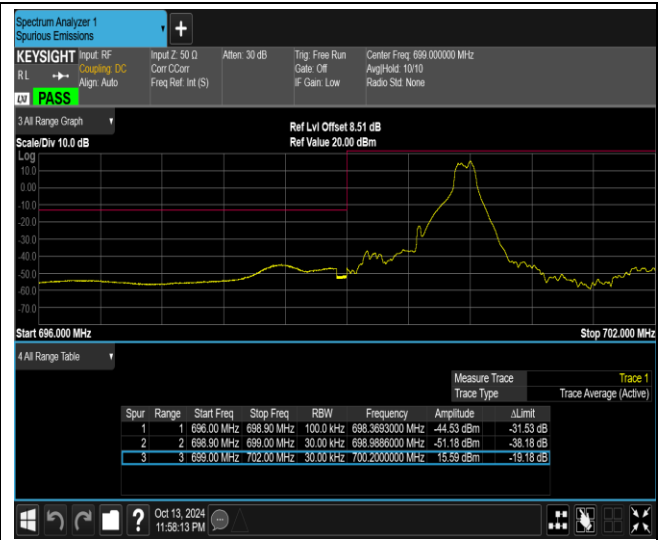 Spectrum Analyzer 1
Spurious Emissions
+
KEYSIGHT Input: RF Input Z: 50 Ω Atten: 30 dB Trig: Free Run Center Freq: 699.000000 MHz
RL Coupling: DC Corr CCorr Gate: Off Avg|Hold: 10/10
Align: Auto Freq Ref: Int (S) IF Gain: Low Radio Std: None
PASS
3 All Range Graph
Ref Lvl Offset 8.51 dB
Scale/Div 10.0 dB Ref Value 20.00 dBm
Log
10.0
0.00
-10.0
-20.0
-30.0
-40.0
-50.0
-60.0
-70.0
Start 696.000 MHz Stop 702.000 MHz
4 All Range Table
Measure Trace Trace 1
Trace Type Trace Average (Active)
Spur Range Start Freq Stop Freq RBW Frequency Amplitude ΔLimit
1 1 696.00 MHz 698.90 MHz 100.0 kHz 698.3693000 MHz -44.53 dBm -31.53 dB
2 2 698.90 MHz 699.00 MHz 30.00 kHz 698.9886000 MHz -51.18 dBm -38.18 dB
3 3 699.00 MHz 702.00 MHz 30.00 kHz 700.2000000 MHz 15.59 dBm -19.18 dB
? Oct 13, 2024
11:58:13 PM